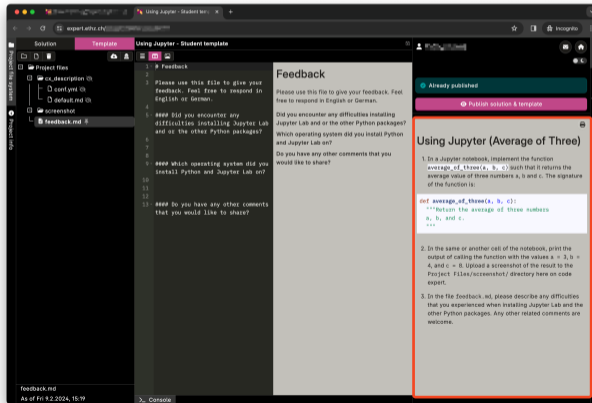 Using Jupyter - Student ten
expert.ethz.ch/
Incognito
Project file system
Project info
Solution
Template
Project files
cx_description
conf.yml
default.md
screenshot
feedback.md
feedback.md
As of Fri 9.2.2024, 15:19
Using Jupyter - Student template
1
# Feedback
2
3
Please use this file to give your
feedback. Feel free to respond in
English or German.
4
5
#### Did you encounter any
difficulties installing Jupyter Lab
and or the other Python packages?
6
7
8
9
#### Which operating system did you
install Python and Jupyter Lab on?
10
11
12
13
#### Do you have any other comments
that you would like to share?
Console
Feedback
Please use this file to give your feedback. Feel
free to respond in English or German.
Did you encounter any difficulties installing
Jupyter Lab and or the other Python packages?
Which operating system did you install Python
and Jupyter Lab on?
Do you have any other comments that you
would like to share?
Already published
Publish solution & template
Using Jupyter (Average of Three)
1. In a Jupyter notebook, implement the function
average_of_three(a, b, c) such that it returns the
average value of three numbers a, b and c. The signature
of the function is:
def average_of_three(a, b, c):
"""Return the average of three numbers
a, b, and c.
"""
2. In the same or another cell of the notebook, print the
output of calling the function with the values a = 3, b =
4, and c = 8. Upload a screenshot of the result to the
Project Files/screenshot/ directory here on code
expert.
3. In the file feedback.md, please describe any difficulties
that you experienced when installing Jupyter Lab and the
other Python packages. Any other related comments are
welcome.